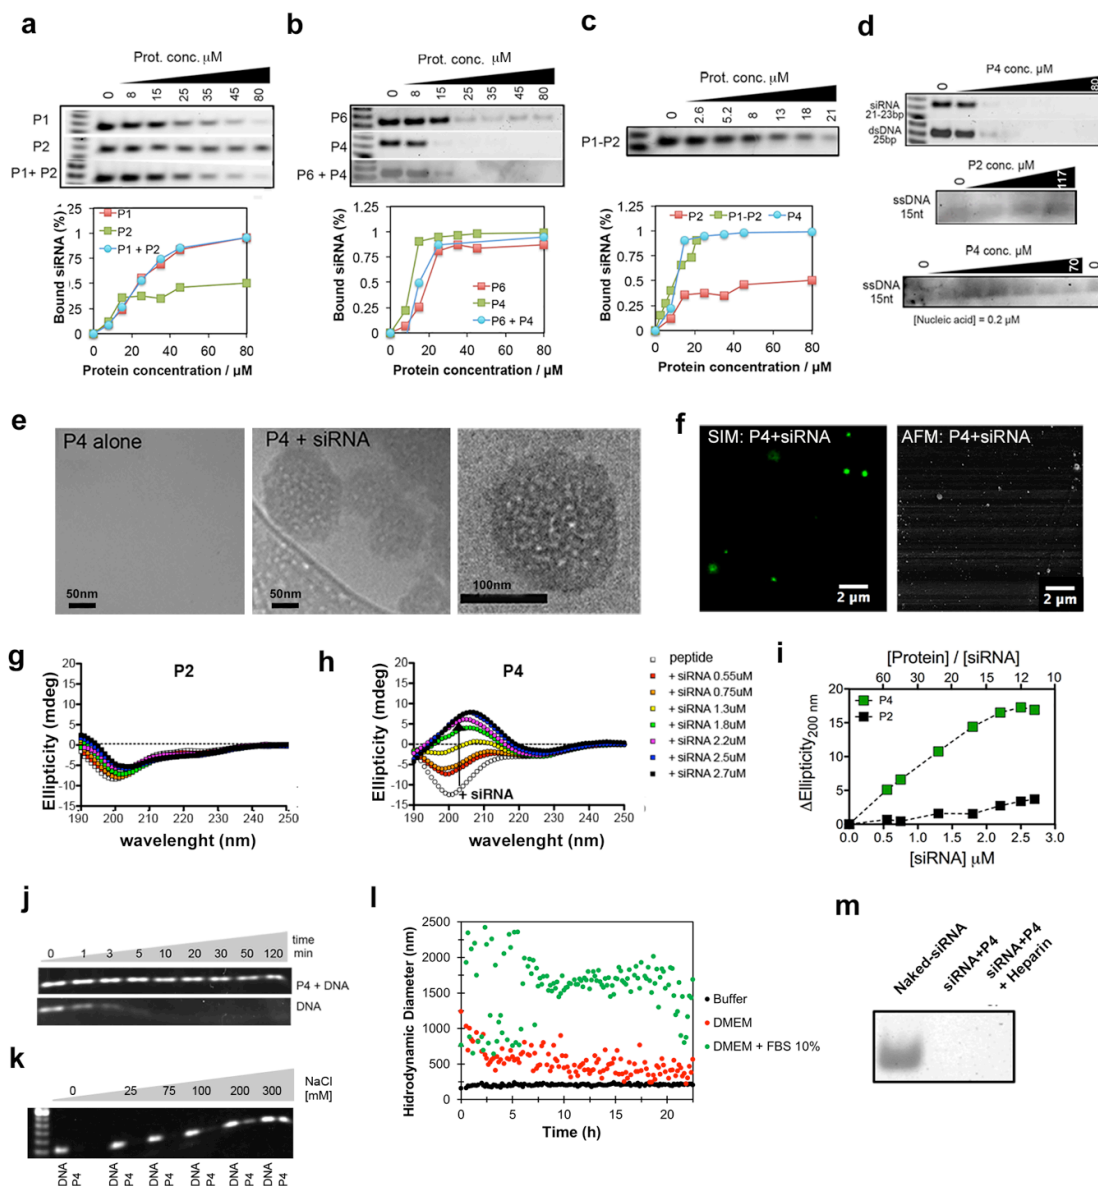 a
Prot. conc. µM
0 8 15 25 35 45 80
P1
P2
P1+ P2
Bound siRNA (%)
1.25
1
0.75
0.5
0.25
0
P1
P2
P1 + P2
0 20 40 60 80
Protein concentration / µM
b
Prot. conc. µM
0 8 15 25 35 45 80
P6
P4
P6 + P4
Bound siRNA (%)
1.25
1
0.75
0.5
0.25
0
P6
P4
P6 + P4
0 20 40 60 80
Protein concentration / µM
c
Prot. conc. µM
0 2.6 5.2 8 13 18 21
P1-P2
Bound siRNA (%)
1.25
1
0.75
0.5
0.25
0
P2 P1-P2 P4
0 20 40 60 80
Protein concentration / µM
d
P4 conc. µM
0 80
siRNA
21-23bp
dsDNA
25bp
P2 conc. µM
0 117
ssDNA
15nt
P4 conc. µM
0 70 0
ssDNA
15nt
[Nucleic acid] = 0.2 µM
e
P4 alone
50nm
P4 + siRNA
50nm
100nm
f
SIM: P4+siRNA
2 µm
AFM: P4+siRNA
2 µm
g
P2
Ellipticity (mdeg)
20
15
10
5
0
-5
-10
-15
190 200 210 220 230 240 250
wavelenght (nm)
h
P4
Ellipticity (mdeg)
20
15
10
5
0
-5
-10
-15
+ siRNA
190 200 210 220 230 240 250
wavelenght (nm)
peptide
+ siRNA 0.55uM
+ siRNA 0.75uM
+ siRNA 1.3uM
+ siRNA 1.8uM
+ siRNA 2.2uM
+ siRNA 2.5uM
+ siRNA 2.7uM
i
[Protein] / [siRNA]
60 40 20 16 12 10
ΔEllipticity200 nm
20
15
10
5
0
P4
P2
0.0 0.5 1.0 1.5 2.0 2.5 3.0
[siRNA] µM
j
time
min
0 1 3 5 10 20 30 50 120
P4 + DNA
DNA
k
NaCl
[mM]
0 25 75 100 200 300
DNA P4 DNA P4 DNA P4 DNA P4 DNA P4 DNA P4
l
Hidrodynamic Diameter (nm)
2500
2000
1500
1000
500
0
0 5 10 15 20
Time (h)
Buffer
DMEM
DMEM + FBS 10%
m
Naked-siRNA
siRNA+P4
siRNA+P4
+ Heparin